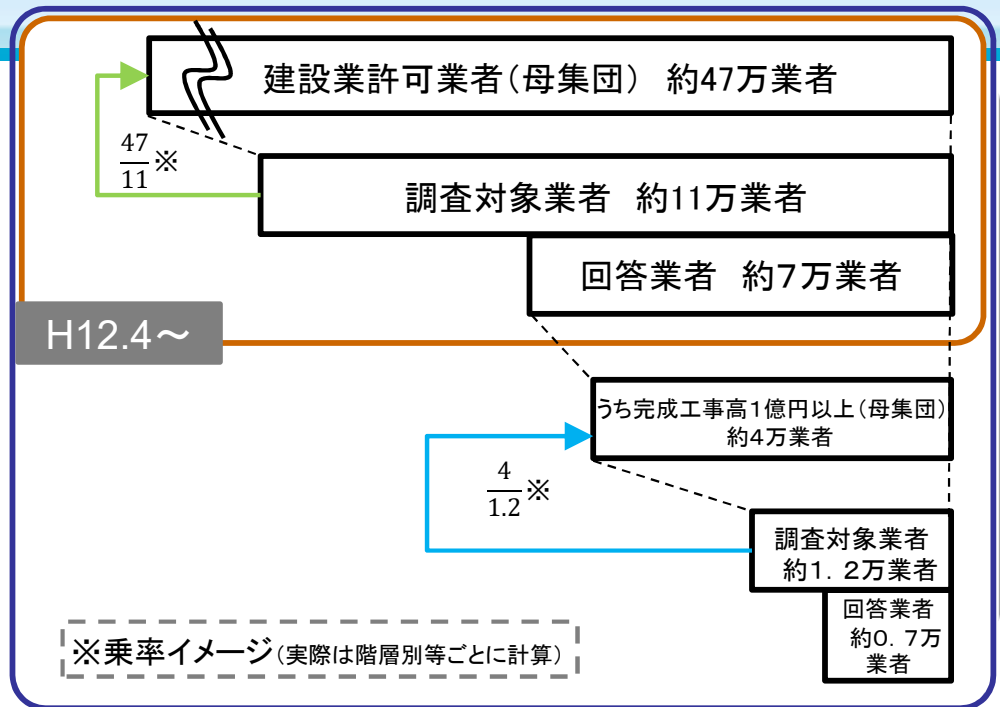 建設業許可業者(母集団) 約47万業者
47
11
※
調査対象業者 約11万業者
回答業者 約7万業者
H12.4～
うち完成工事高1億円以上(母集団)
約4万業者
4
1.2
※
調査対象業者
約1．2万業者
回答業者
約0．7万
業者
※乗率イメージ(実際は階層別等ごとに計算)